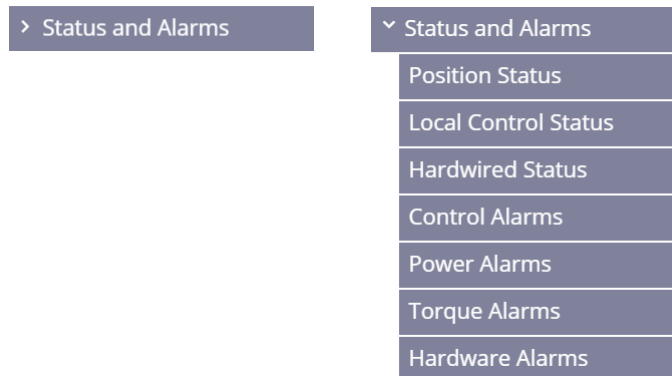 Status and Alarms
Status and Alarms
Position Status
Local Control Status
Hardwired Status
Control Alarms
Power Alarms
Torque Alarms
Hardware Alarms